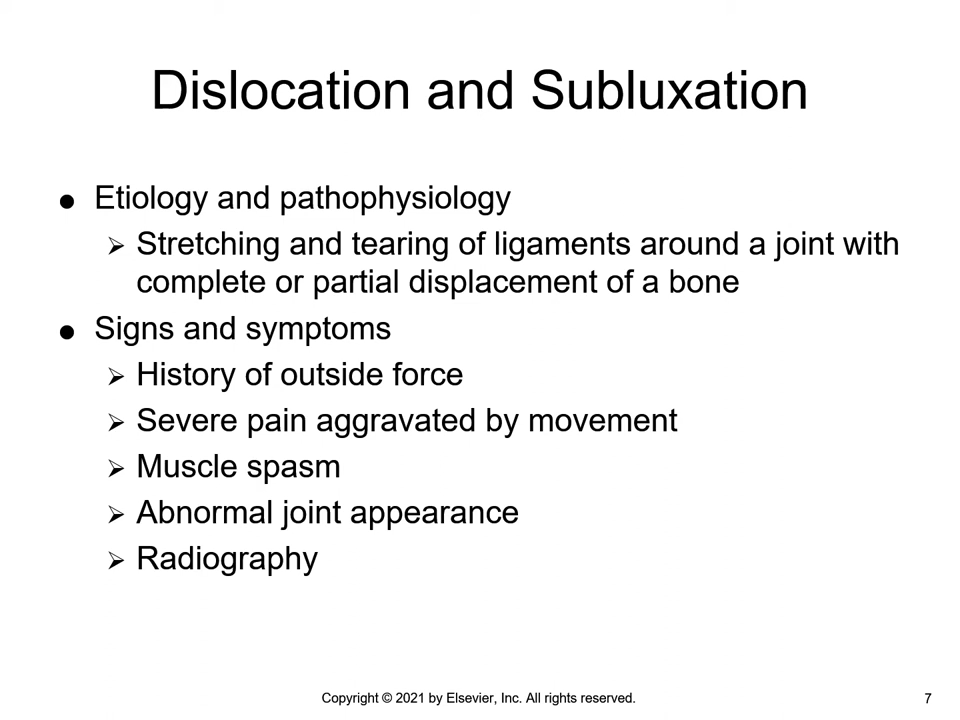 Dislocation and Subluxation
● Etiology and pathophysiology
➢ Stretching and tearing of ligaments around a joint with
complete or partial displacement of a bone
● Signs and symptoms
➢ History of outside force
➢ Severe pain aggravated by movement
➢ Muscle spasm
➢ Abnormal joint appearance
➢ Radiography
Copyright © 2021 by Elsevier, Inc. All rights reserved.
7